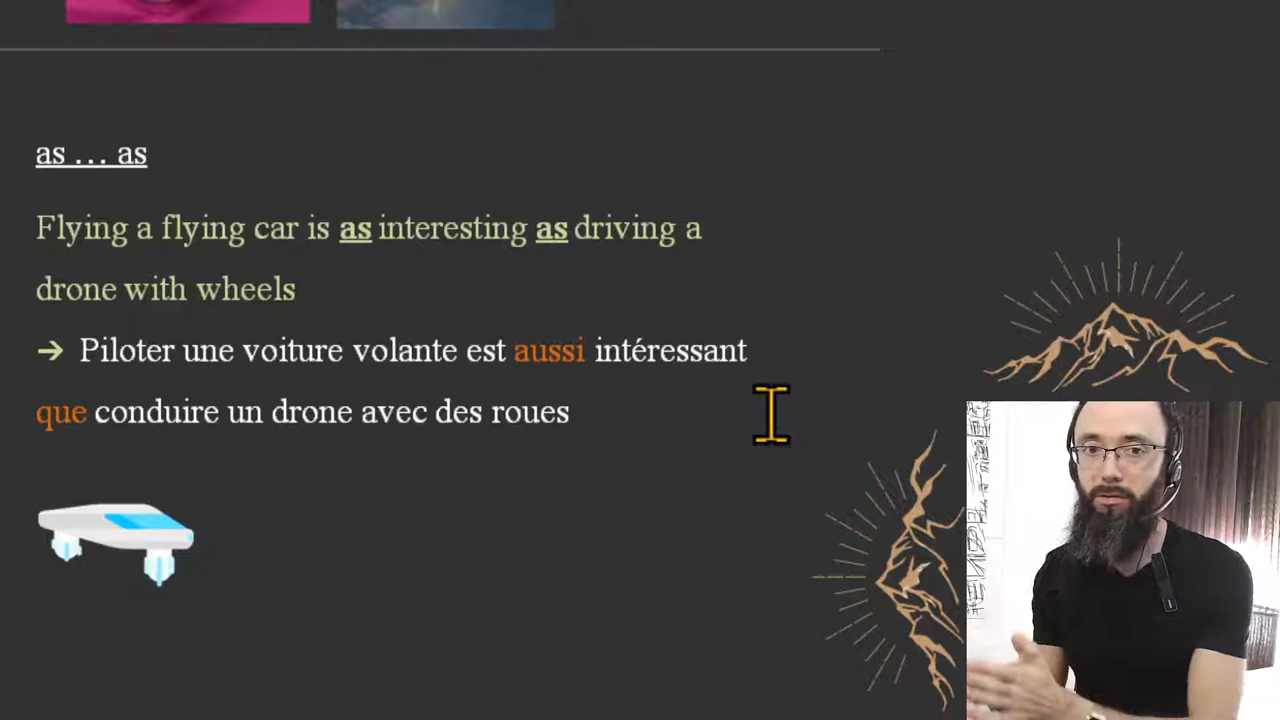 as … as
Flying a flying car is as interesting as driving a
drone with wheels
➔ Piloter une voiture volante est aussi intéressant
que conduire un drone avec des roues